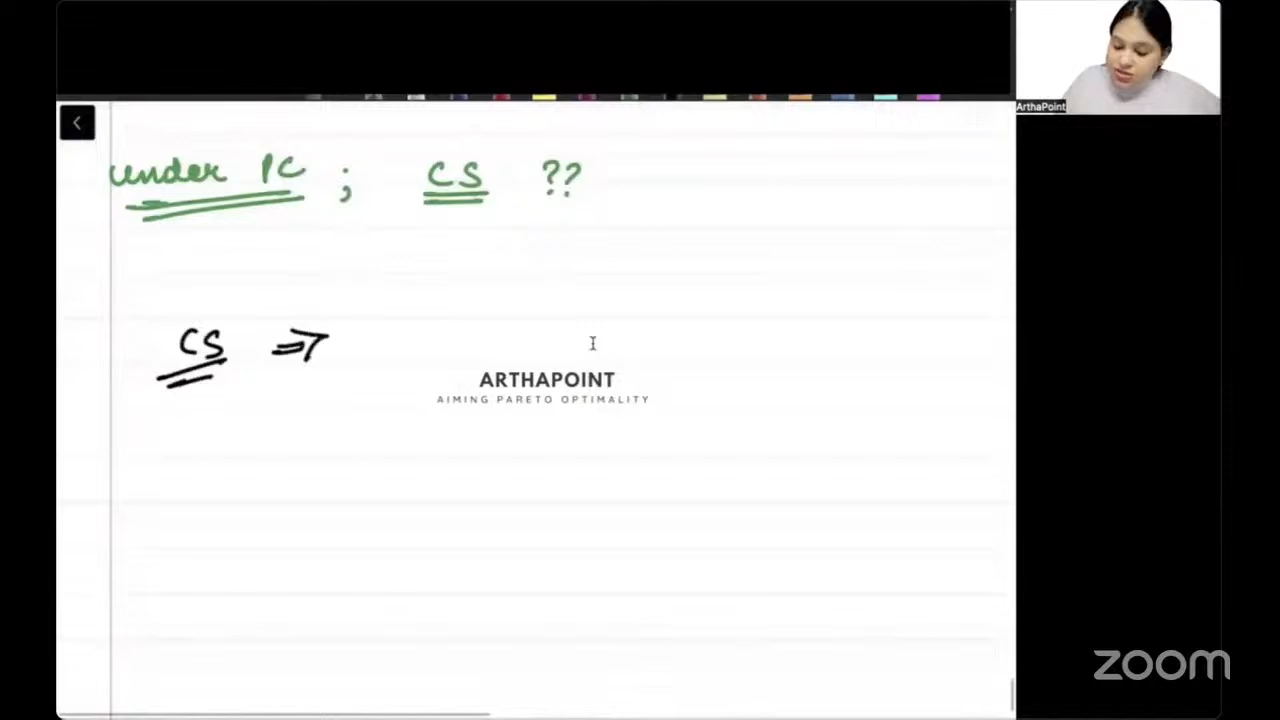 under PC ; CS ??
CS ⇒
ARTHAPOINT
AIMING PARETO OPTIMALITY
ArthaPoint
zoom